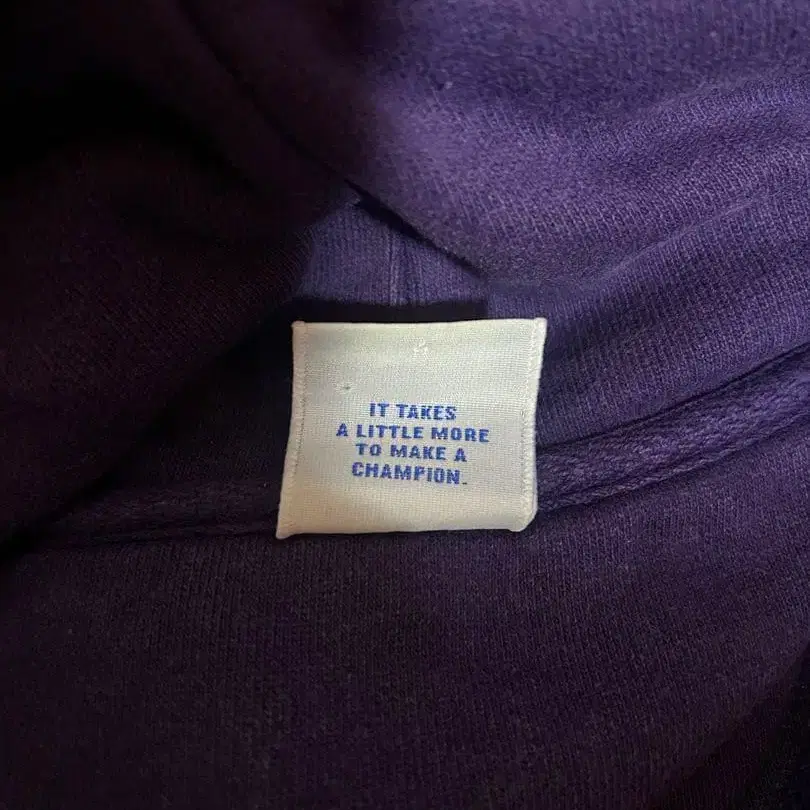 IT TAKES
A LITTLE MORE
TO MAKE A
CHAMPION.